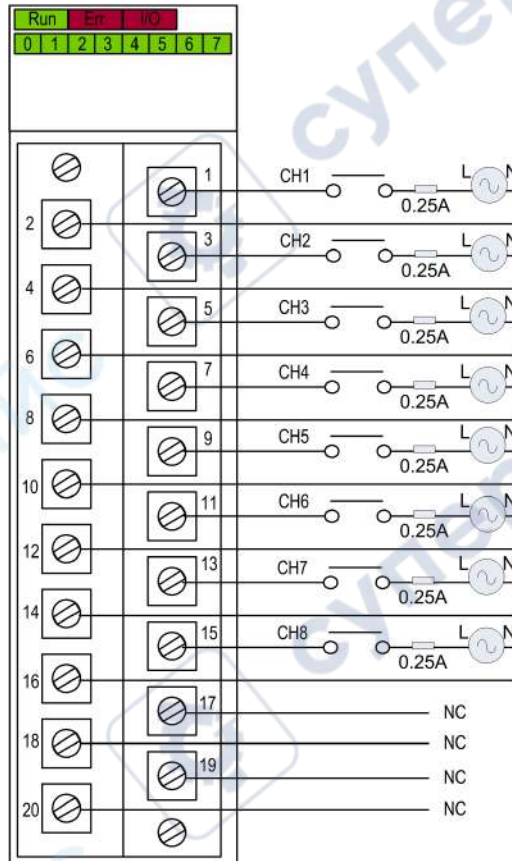 Run Err I/O
0 1 2 3 4 5 6 7
1 CH1 L N
0.25A
2
3 CH2 L N
0.25A
4
5 CH3 L N
0.25A
6
7 CH4 L N
0.25A
8
9 CH5 L N
0.25A
10
11 CH6 L N
0.25A
12
13 CH7 L N
0.25A
14
15 CH8 L N
0.25A
16
17 NC
18 NC
19 NC
20 NC